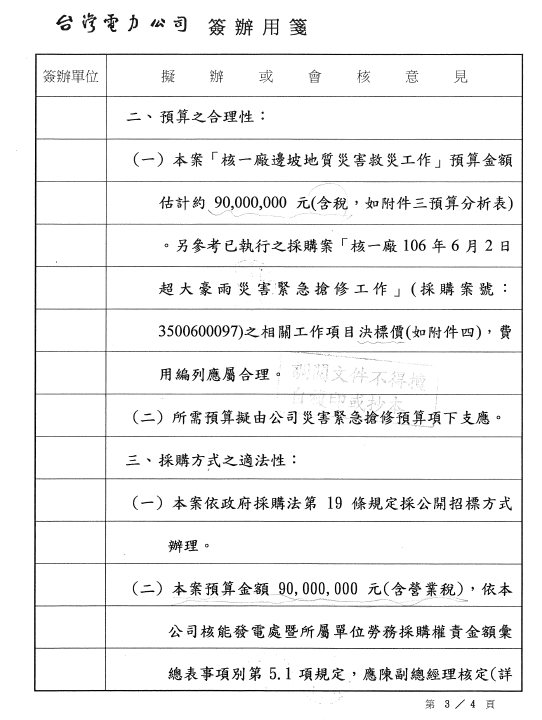 台灣電力公司 簽辦用箋
簽辦單位 擬辦或會核意見
二、預算之合理性：
(一)本案「核一廠邊坡地質災害救災工作」預算金額
估計約 90,000,000 元(含稅，如附件三預算分析表)
。另參考已執行之採購案「核一廠 106 年 6 月 2 日
超大豪雨災害緊急搶修工作」(採購案號：
3500600097)之相關工作項目決標價(如附件四)，費
用編列應屬合理。
文件不得擅
自 印或抄本
(二)所需預算擬由公司災害緊急搶修預算項下支應。
三、採購方式之適法性：
(一)本案依政府採購法第 19 條規定採公開招標方式
辦理。
(二)本案預算金額 90,000,000 元(含營業稅)，依本
公司核能發電處暨所屬單位勞務採購權責金額彙
總表事項別第 5.1 項規定，應陳副總經理核定(詳
第 3 / 4 頁